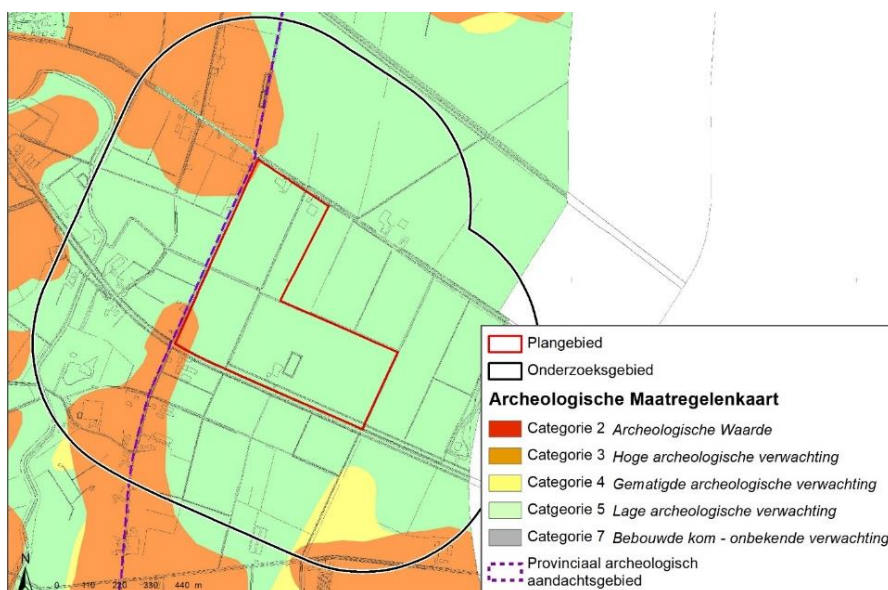 Plangebied
Onderzoeksgebied
Archeologische Maatregelenkaart
Categorie 2 Archeologische Waarde
Categorie 3 Hoge archeologische verwachting
Categorie 4 Gematigde archeologische verwachting
Catgeorie 5 Lage archeologische verwachting
Categorie 7 Bebouwde kom - onbekende verwachting
Provinciaal archeologisch
aandachtsgebied
N
0 110 220 330 440 m